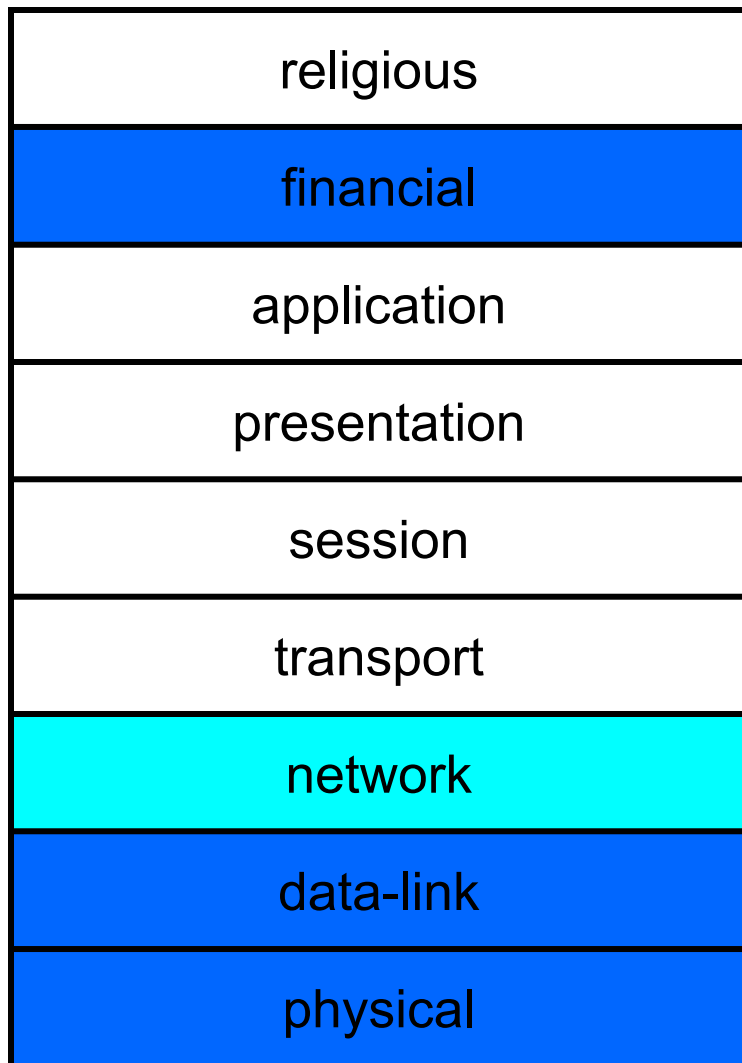 religious
financial
application
presentation
session
transport
network
data-link
physical